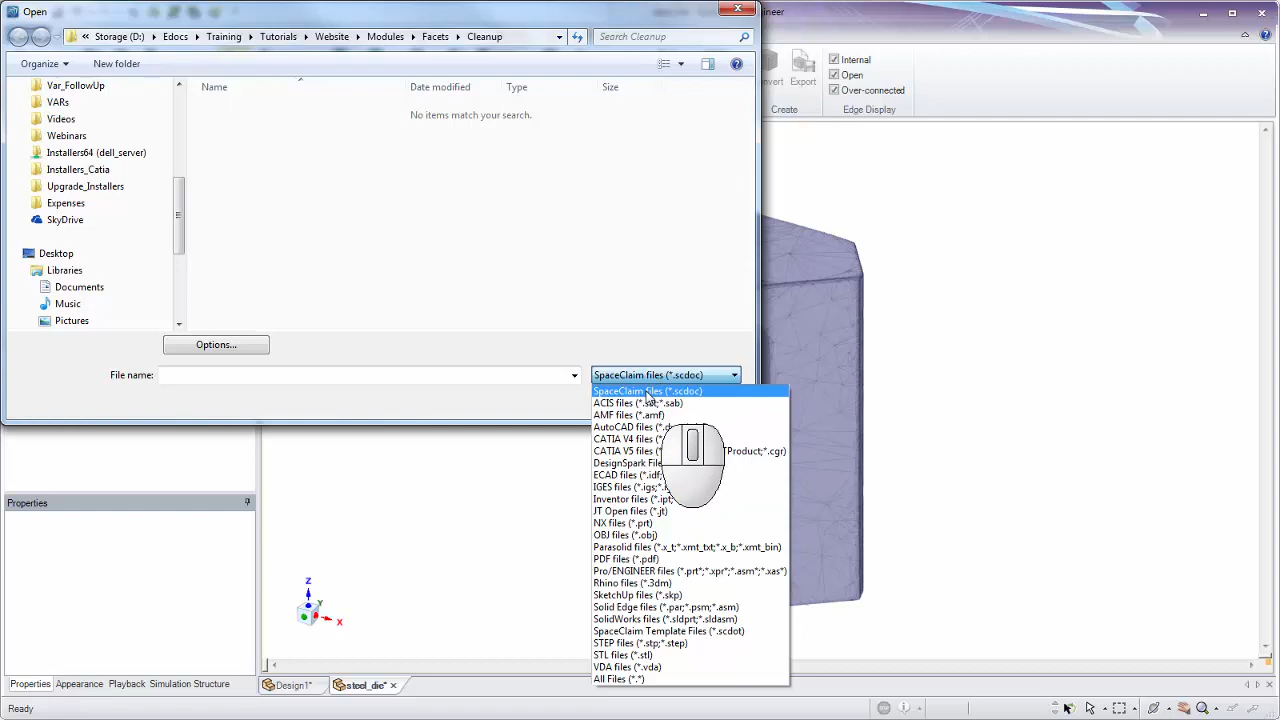 Open
Engineer
« Storage (D:) ▸ Edocs ▸ Training ▸ Tutorials ▸ Website ▸ Modules ▸ Facets ▸ Cleanup
Search Cleanup
Organize
New folder
Name
Date modified
Type
Size
No items match your search.
Var_FollowUp
VARs
Videos
Webinars
Installers64 (dell_server)
Installers_Catia
Upgrade_Installers
Expenses
SkyDrive
Desktop
Libraries
Documents
Music
Pictures
Options...
File name:
SpaceClaim files (*.scdoc)
SpaceClaim files (*.scdoc)
ACIS files (*.sat;*.sab)
AMF files (*.amf)
AutoCAD files (*.d
CATIA V4 files (*
CATIA V5 files (
Product;*.cgr)
DesignSpark File
ECAD files (*.idf;
IGES files (*.igs;*.i
Inventor files (*.ipt;
JT Open files (*.jt)
NX files (*.prt)
OBJ files (*.obj)
Parasolid files (*.x_t;*.xmt_txt;*.x_b;*.xmt_bin)
PDF files (*.pdf)
Pro/ENGINEER files (*.prt*;*.xpr*;*.asm*;*.xas*)
Rhino files (*.3dm)
SketchUp files (*.skp)
Solid Edge files (*.par;*.psm;*.asm)
SolidWorks files (*.sldprt;*.sldasm)
SpaceClaim Template Files (*.scdot)
STEP files (*.stp;*.step)
STL files (*.stl)
VDA files (*.vda)
All Files (*.*)
Export
Create
Internal
Open
Over-connected
Edge Display
Properties
Z
Y
X
Properties
Appearance
Playback
Simulation Structure
Design1*
steel_die*
Ready